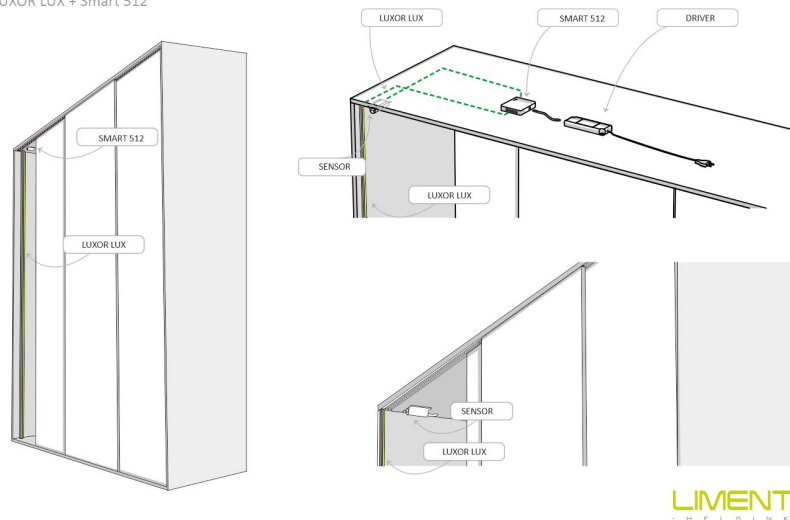 LUXOR LUX + Smart 512
SMART 512
LUXOR LUX
LUXOR LUX
SMART 512
DRIVER
SENSOR
LUXOR LUX
SENSOR
LUXOR LUX
LIMENT